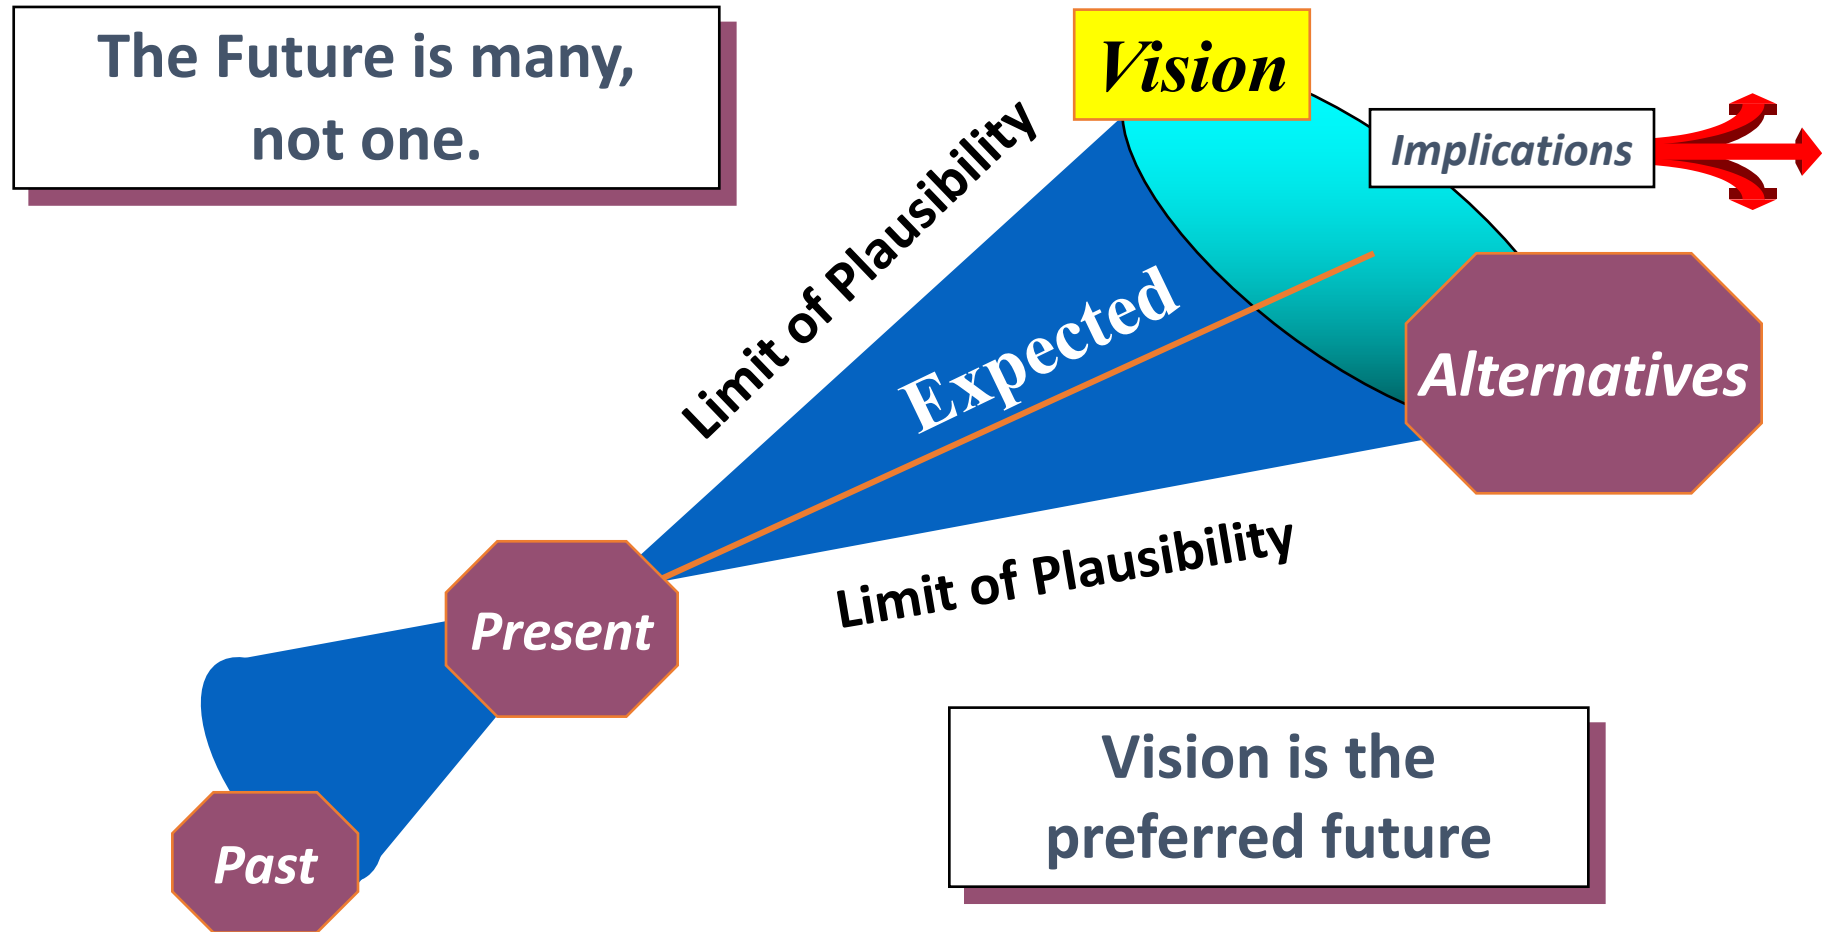 The Future is many,
not one.
Vision
Implications
Limit of Plausibility
Expected
Alternatives
Limit of Plausibility
Present
Past
Vision is the
preferred future